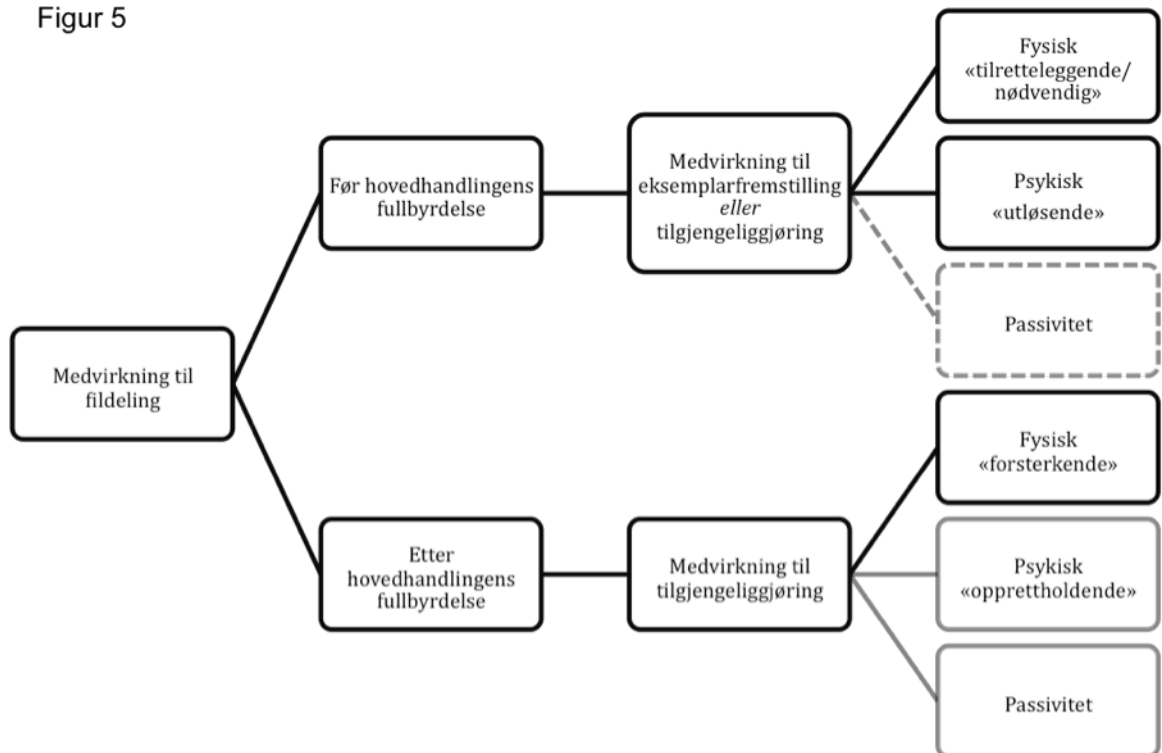 Figur 5
Medvirkning til
fildeling
Før hovedhandlingens
fullbyrdelse
Medvirkning til
eksemplarfremstilling
eller
tilgjengeliggjøring
Fysisk
«tilretteleggende/
nødvendig»
Psykisk
«utløsende»
Passivitet
Etter
hovedhandlingens
fullbyrdelse
Medvirkning til
tilgjengeliggjøring
Fysisk
«forsterkende»
Psykisk
«opprettholdende»
Passivitet